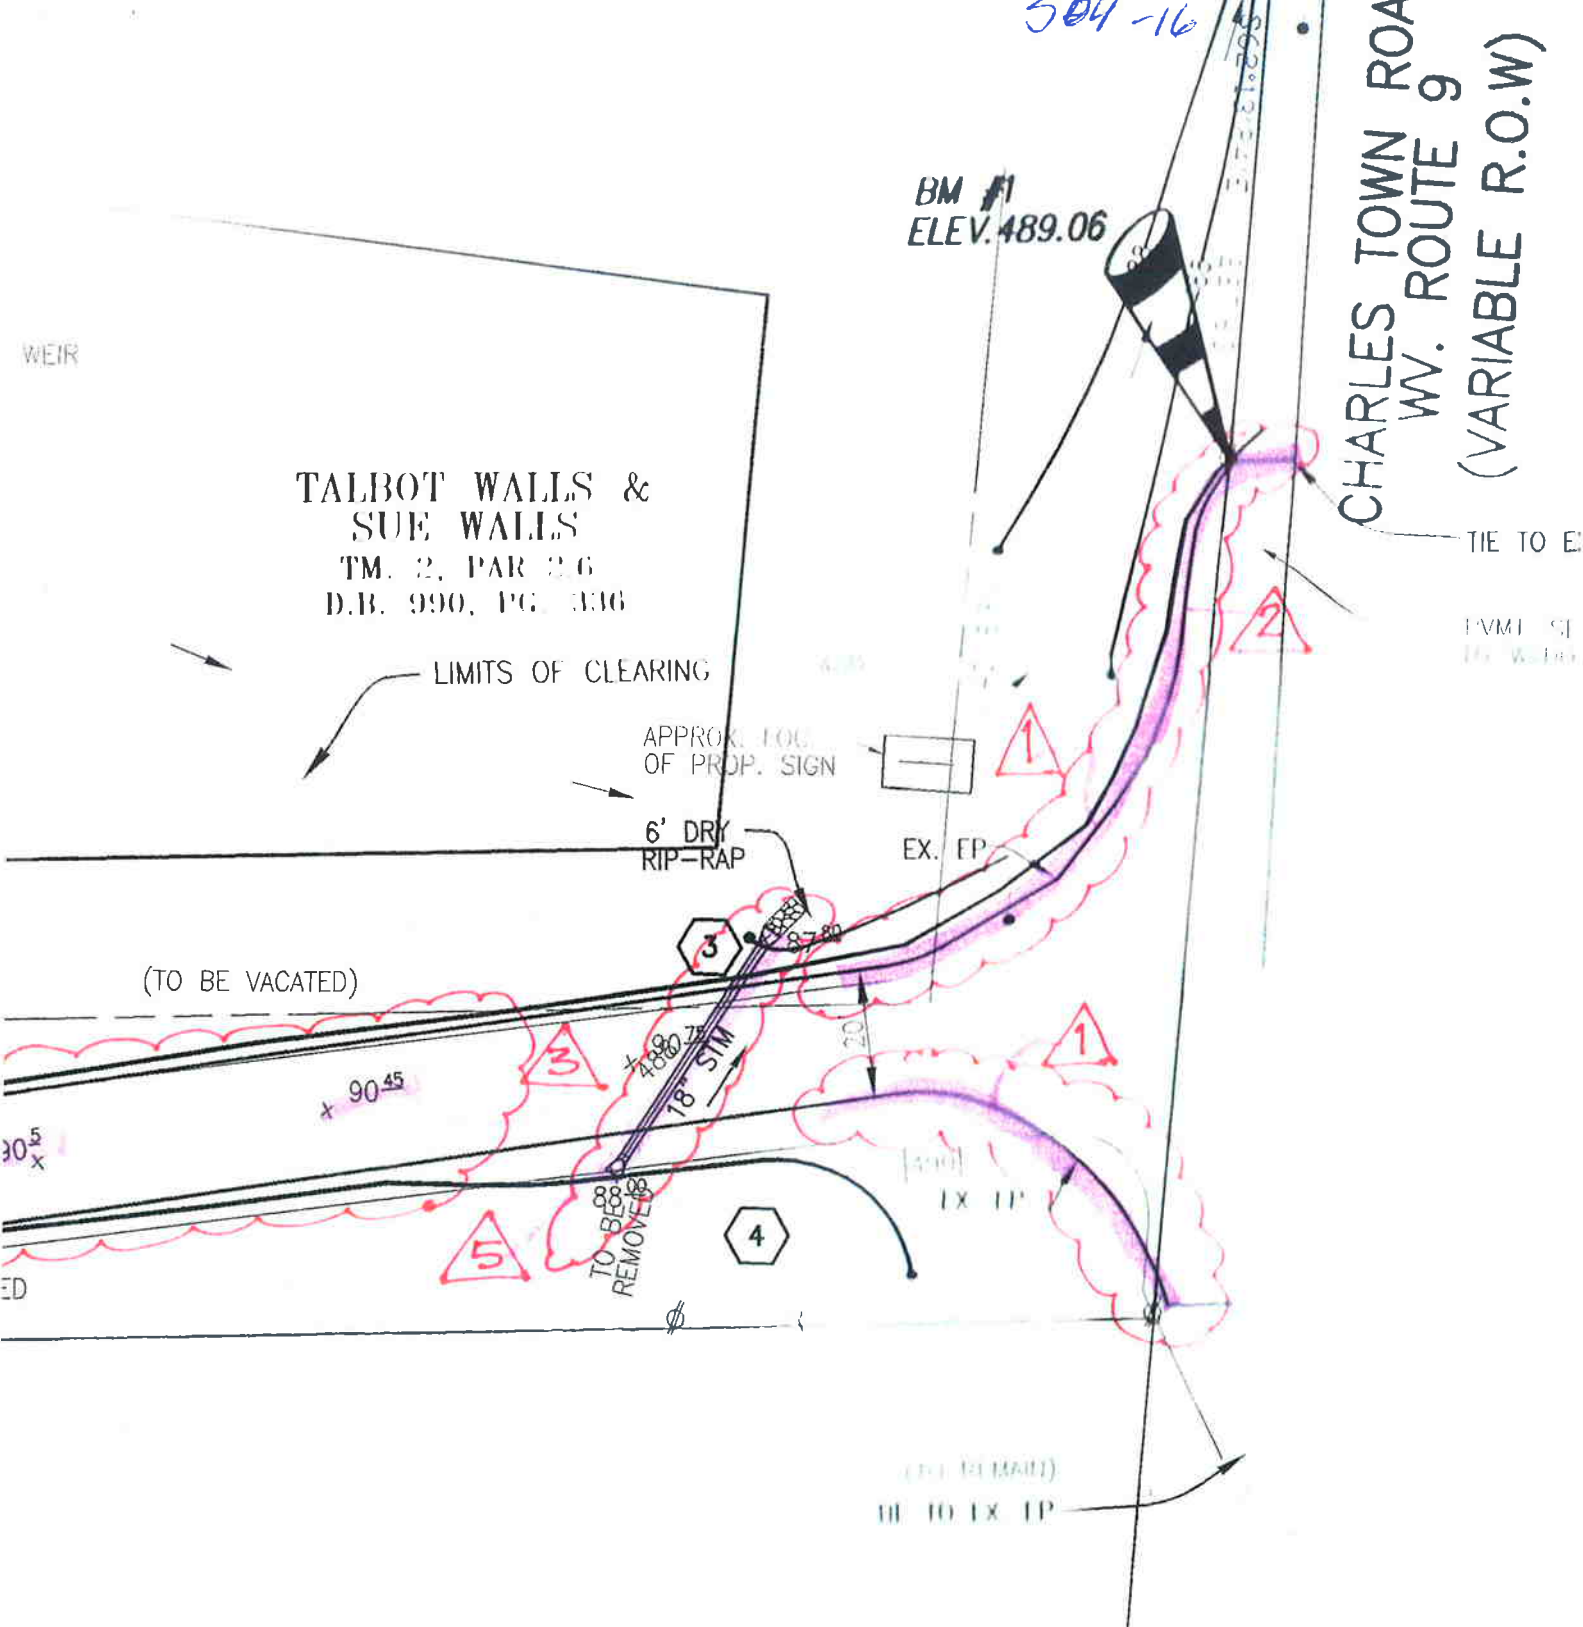 504-16
CHARLES TOWN ROA
WV. ROUTE 9
(VARIABLE R.O.W)
BM #1
ELEV. 489.06
WEIR
TALBOT WALLS &
SUE WALLS
TM. 2, PAR 2.6
D.B. 990, PG. 336
LIMITS OF CLEARING
TIE TO E
2
1
APPROX. LOC.
OF PROP. SIGN
6' DRY
RIP-RAP
EX. EP
3
87.80
(TO BE VACATED)
20
1
3
18" STM
+ 90.45
90.5
x
88.00
TO BE
REMOVED
5
4
EX EP
ED
(TO REMAIN)
TIE TO EX EP